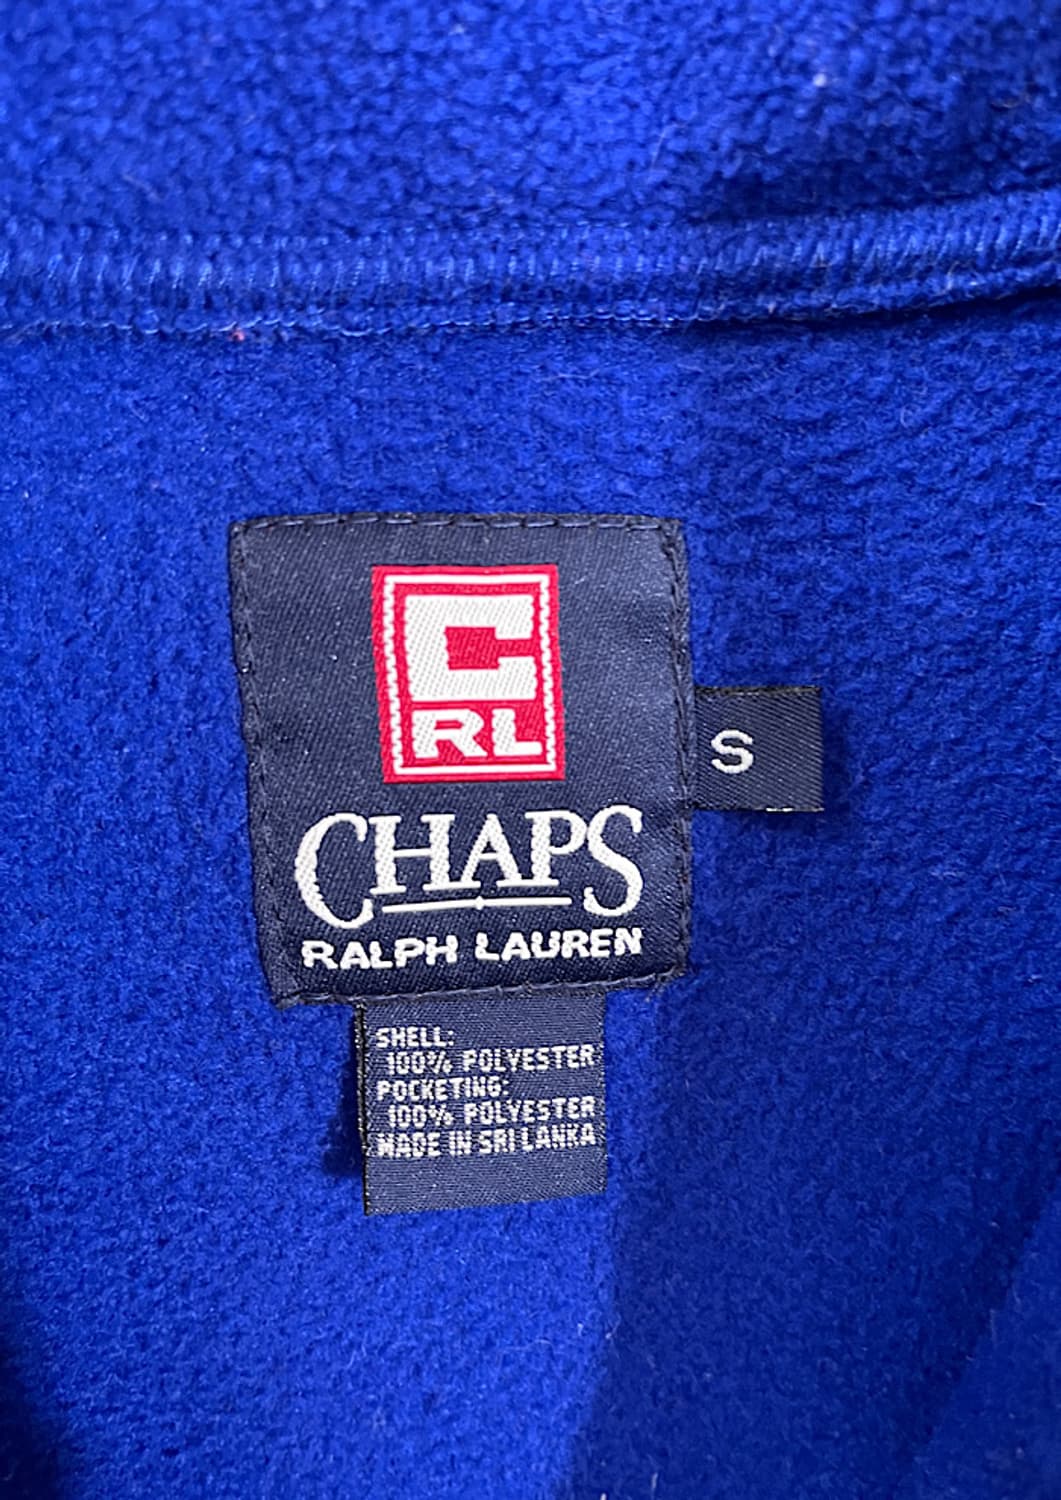 C
RL
CHAPS
RALPH LAUREN
S
SHELL:
100% POLYESTER
POCKETING:
100% POLYESTER
MADE IN SRI LANKA